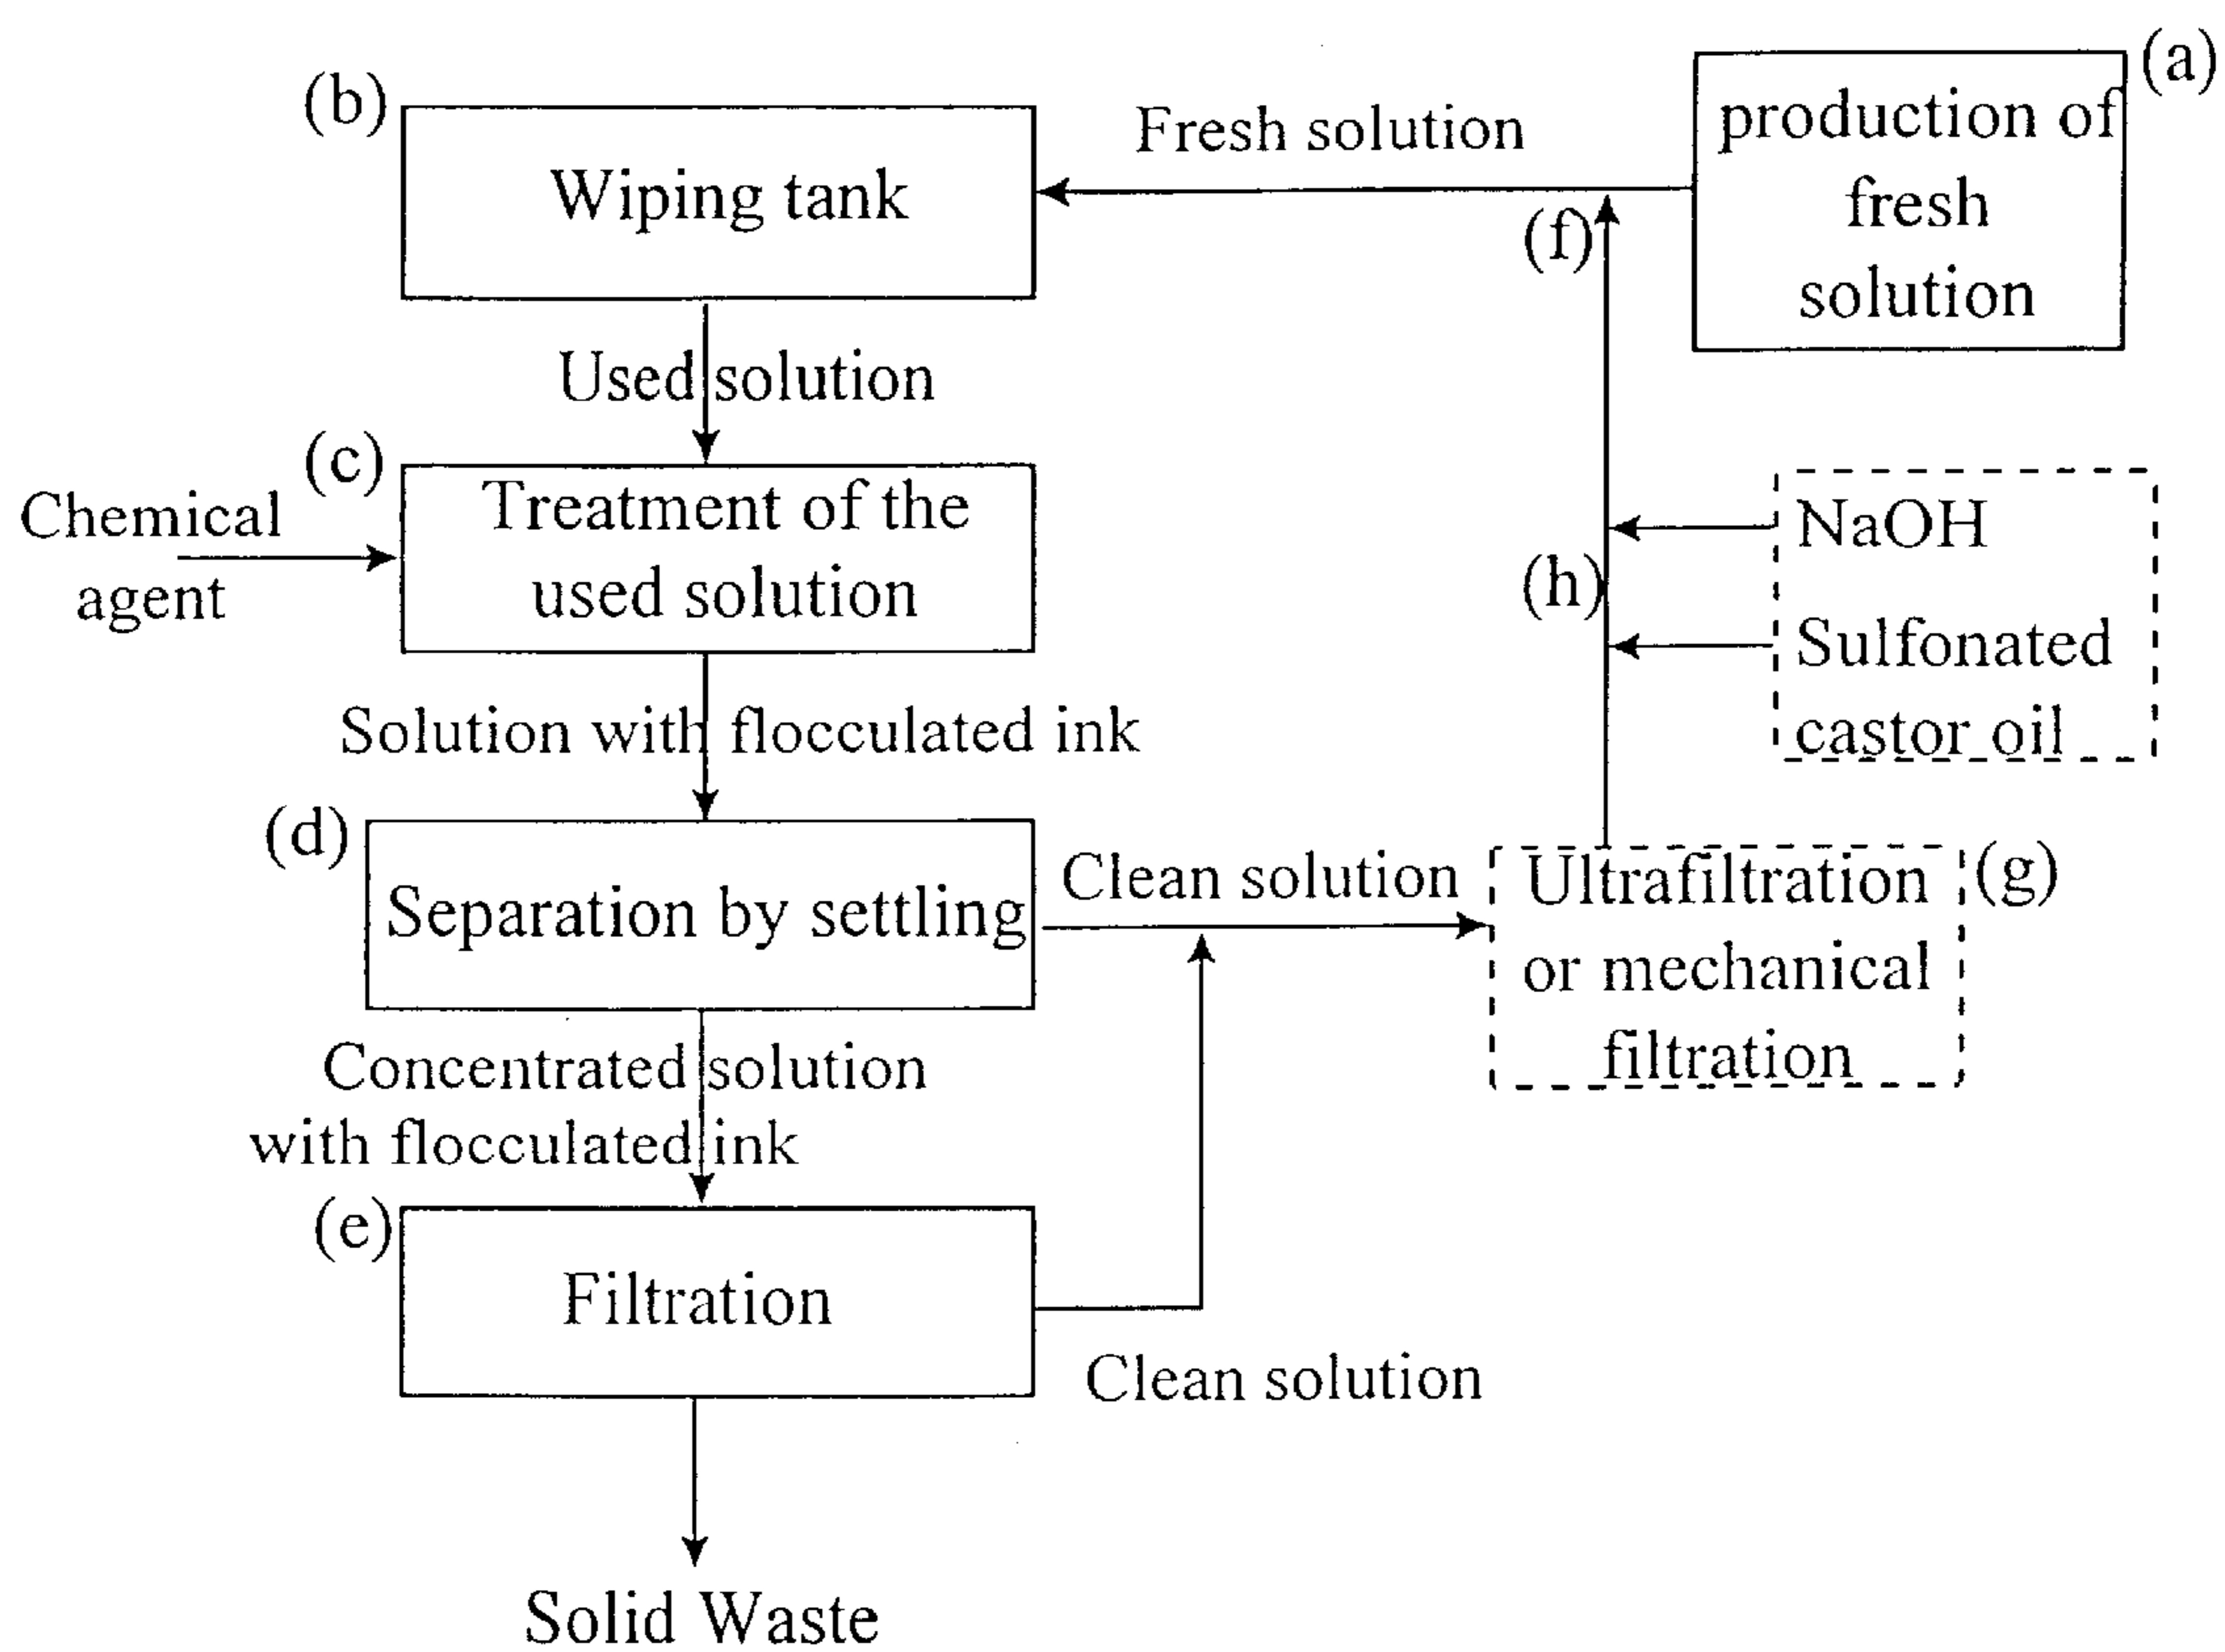 (a)
production of
fresh
solution
Fresh solution
(b)
Wiping tank
(f)
Used solution
(c)
Treatment of the
used solution
Chemical
agent
NaOH
(h)
Sulfonated
castor oil
Solution with flocculated ink
(d)
Separation by settling
Clean solution
Ultrafiltration
or mechanical
filtration
(g)
Concentrated solution
with flocculated ink
(e)
Filtration
Clean solution
Solid Waste